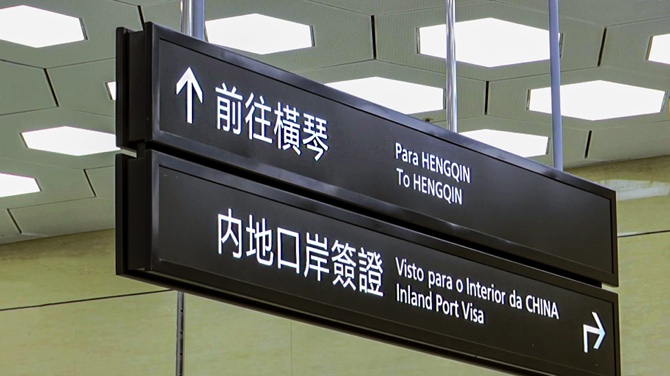 前往橫琴
Para HENGQIN
To HENGQIN
內地口岸簽證
Visto para o Interior da CHINA
Inland Port Visa